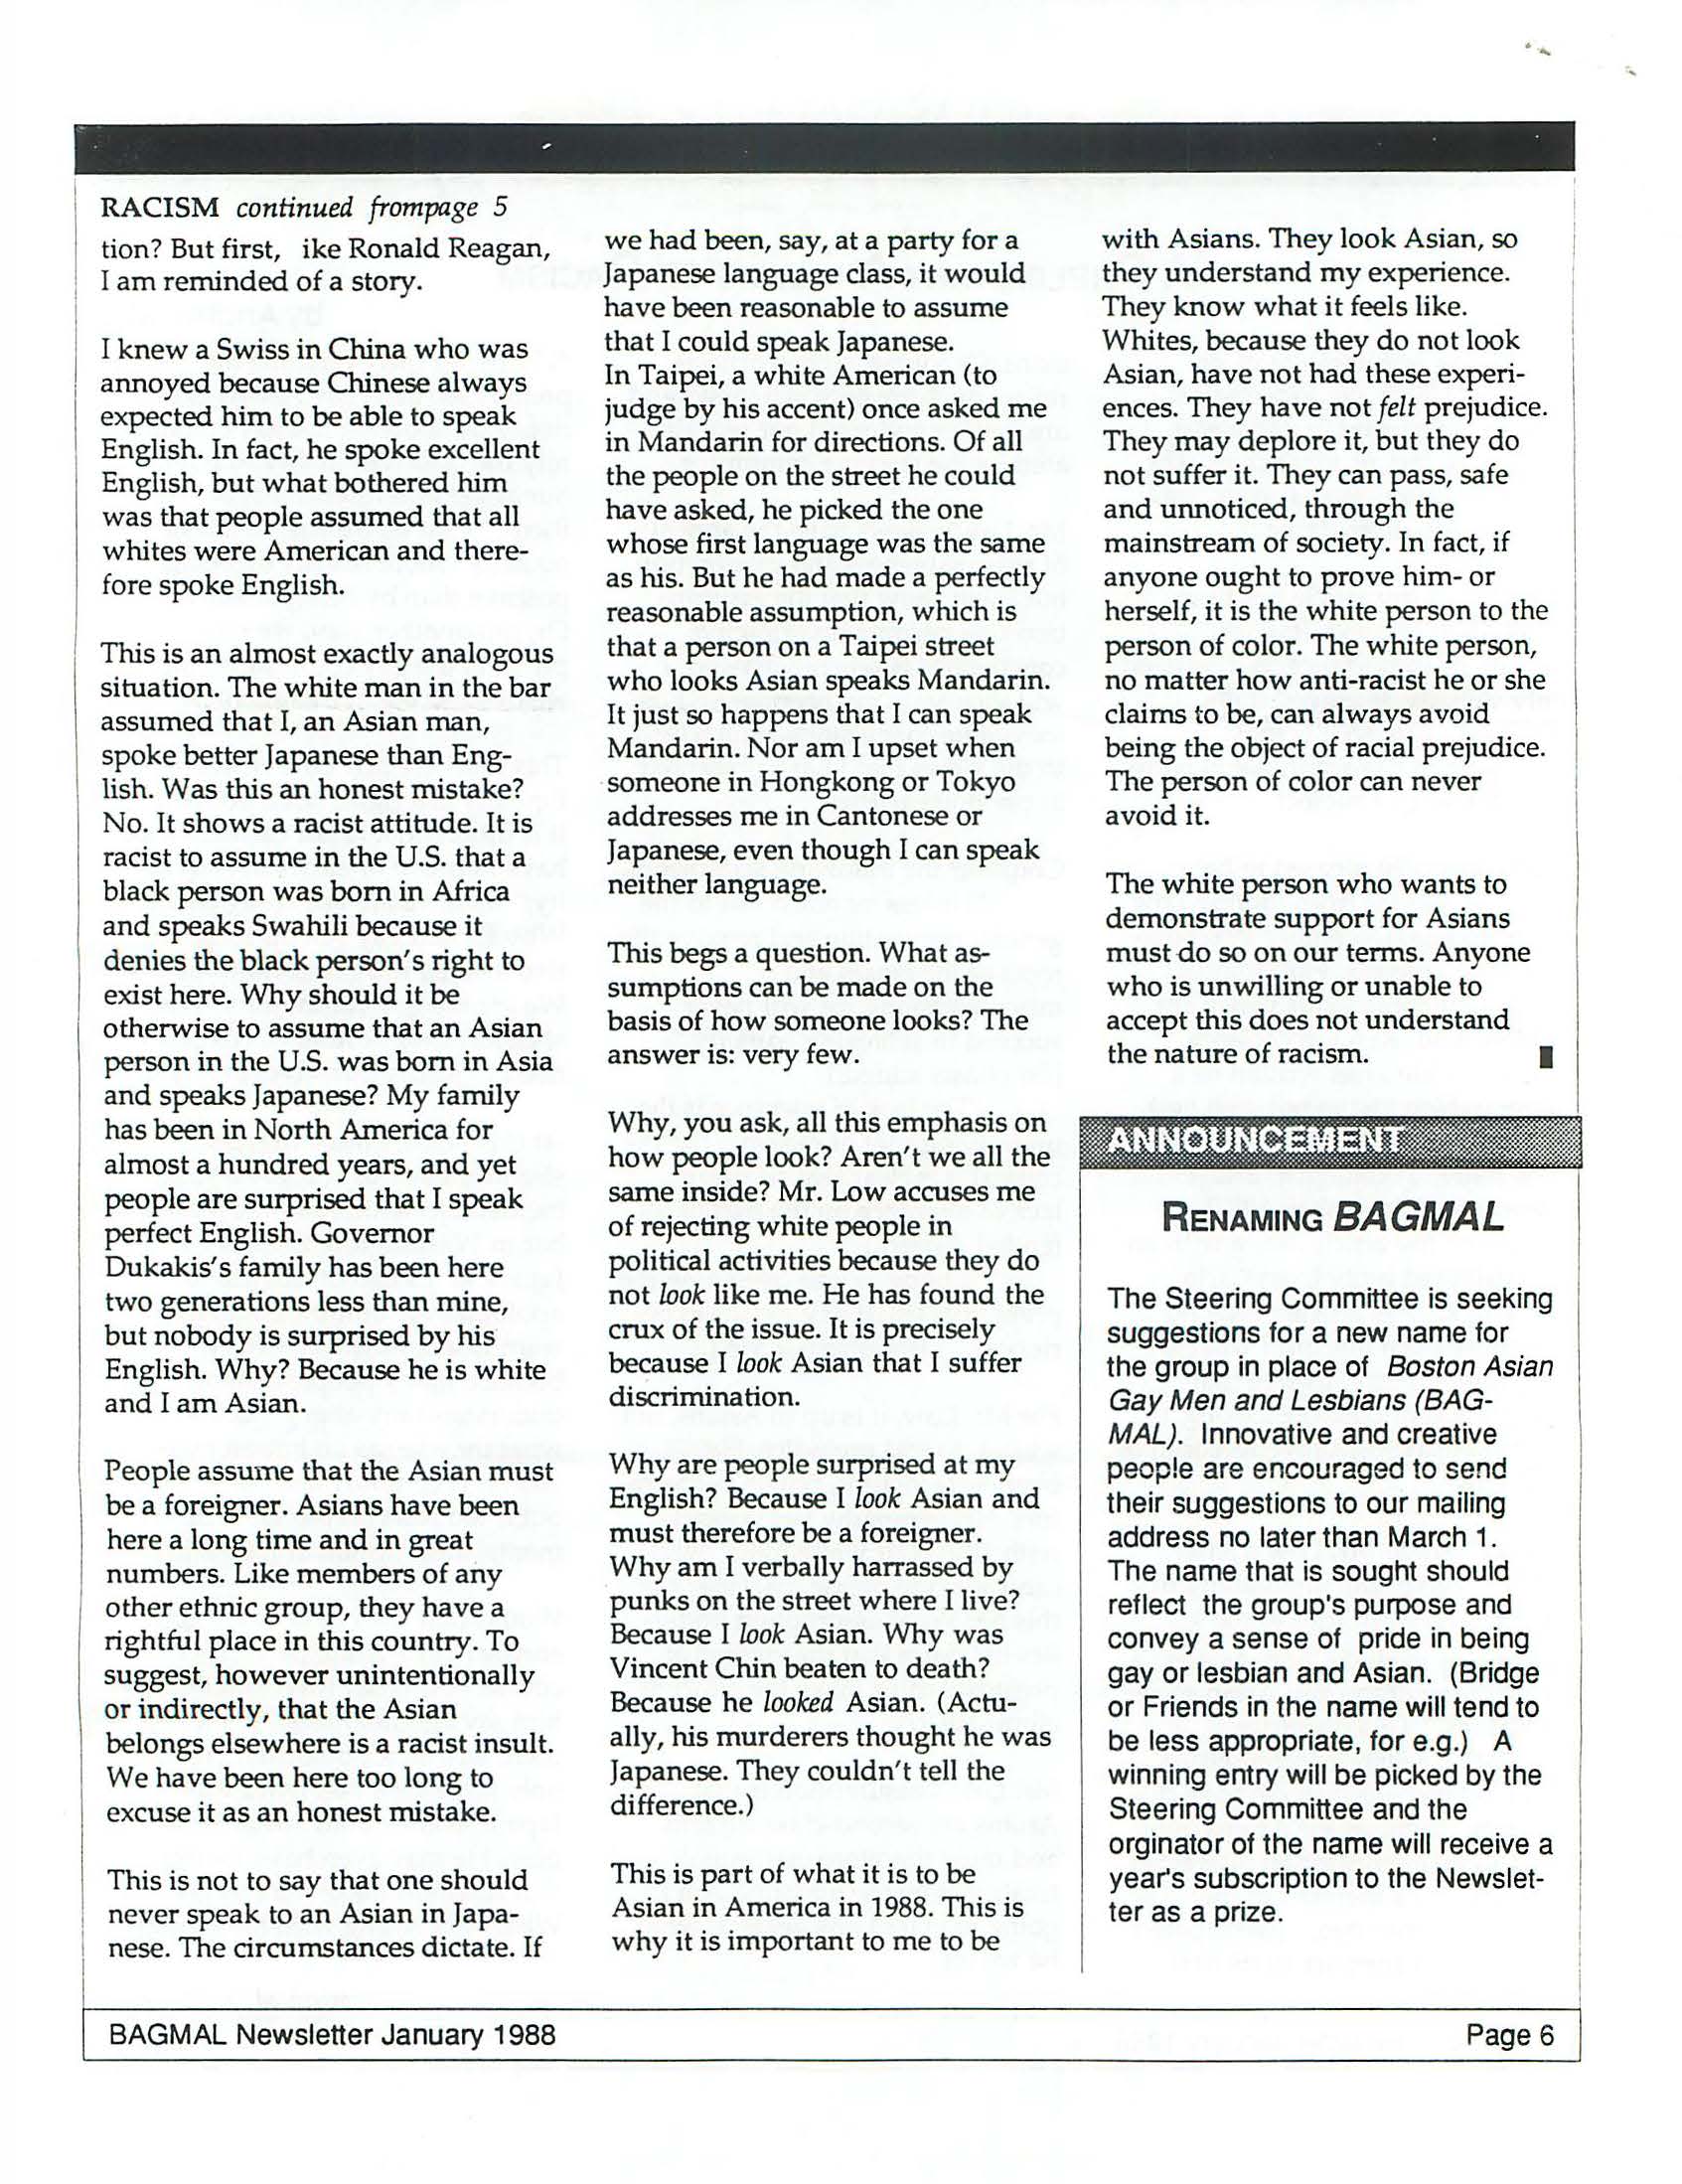 RACISM continued frompage 5
tion? But first, ike Ronald Reagan,
I am reminded of a story.
I knew a Swiss in China who was
annoyed because Chinese always
expected him to be able to speak
English. In fact, he spoke excellent
English, but what bothered him
was that people assumed that all
whites were American and there-
fore spoke English.
This is an almost exactly analogous
situation. The white man in the bar
assumed that I, an Asian man,
spoke better Japanese than Eng-
lish. Was this an honest mistake?
No. It shows a racist attitude. It is
racist to assume in the U.S. that a
black person was born in Africa
and speaks Swahili because it
denies the black person's right to
exist here. Why should it be
otherwise to assume that an Asian
person in the U.S. was born in Asia
and speaks Japanese? My family
has been in North America for
almost a hundred years, and yet
people are surprised that I speak
perfect English. Governor
Dukakis's family has been here
two generations less than mine,
but nobody is surprised by his
English. Why? Because he is white
and I am Asian.
People assume that the Asian must
be a foreigner. Asians have been
here a long time and in great
numbers. Like members of any
other ethnic group, they have a
rightful place in this country. To
suggest, however unintentionally
or indirectly, that the Asian
belongs elsewhere is a racist insult.
We have been here too long to
excuse it as an honest mistake.
This is not to say that one should
never speak to an Asian in Japa-
nese. The circumstances dictate. If
we had been, say, at a party for a
Japanese language class, it would
have been reasonable to assume
that I could speak Japanese.
In Taipei, a white American (to
judge by his accent) once asked me
in Mandarin for directions. Of all
the people on the street he could
have asked, he picked the one
whose first language was the same
as his. But he had made a perfectly
reasonable assumption, which is
that a person on a Taipei street
who looks Asian speaks Mandarin.
It just so happens that I can speak
Mandarin. Nor am I upset when
someone in Hongkong or Tokyo
addresses me in Cantonese or
Japanese, even though I can speak
neither language.
This begs a question. What as-
sumptions can be made on the
basis of how someone looks? The
answer is: very few.
Why, you ask, all this emphasis on
how people look? Aren't we all the
same inside? Mr. Low accuses me
of rejecting white people in
political activities because they do
not look like me. He has found the
crux of the issue. It is precisely
because I look Asian that I suffer
discrimination.
Why are people surprised at my
English? Because I look Asian and
must therefore be a foreigner.
Why am I verbally harrassed by
punks on the street where I live?
Because I look Asian. Why was
Vincent Chin beaten to death?
Because he looked Asian. (Actu-
ally, his murderers thought he was
Japanese. They couldn't tell the
difference.)
This is part of what it is to be
Asian in America in 1988. This is
why it is important to me to be
with Asians. They look Asian, so
they understand my experience.
They know what it feels like.
Whites, because they do not look
Asian, have not had these experi-
ences. They have not felt prejudice.
They may deplore it, but they do
not suffer it. They can pass, safe
and unnoticed, through the
mainstream of society. In fact, if
anyone ought to prove him- or
herself, it is the white person to the
person of color. The white person,
no matter how anti-racist he or she
claims to be, can always avoid
being the object of racial prejudice.
The person of color can never
avoid it.
The white person who wants to
demonstrate support for Asians
must do so on our terms. Anyone
who is unwilling or unable to
accept this does not understand
the nature of racism.
ANNOUNCEMENT
RENAMING BAGMAL
The Steering Committee is seeking
suggestions for a new name for
the group in place of Boston Asian
Gay Men and Lesbians (BAG-
MAL). Innovative and creative
people are encouraged to send
their suggestions to our mailing
address no later than March 1.
The name that is sought should
reflect the group's purpose and
convey a sense of pride in being
gay or lesbian and Asian. (Bridge
or Friends in the name will tend to
be less appropriate, for e.g.) A
winning entry will be picked by the
Steering Committee and the
orginator of the name will receive a
year's subscription to the Newslet-
ter as a prize.
BAGMAL Newsletter January 1988
Page 6